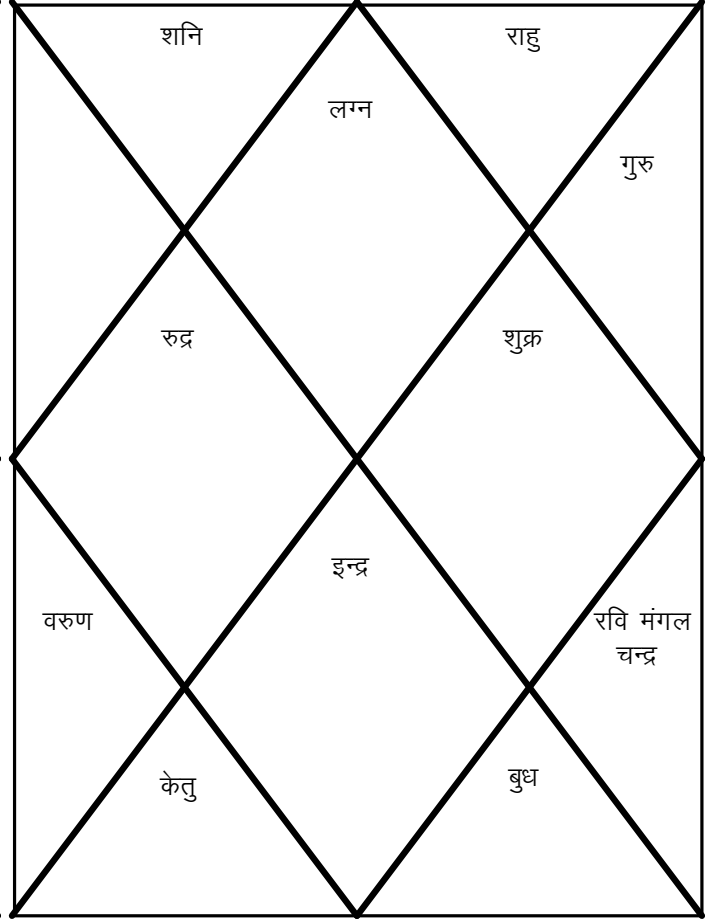 शनि
राहु
लग्न
गुरु
रुद्र
शुक्र
इन्द्र
वरुण
रवि मंगल
चन्द्र
केतु
बुध